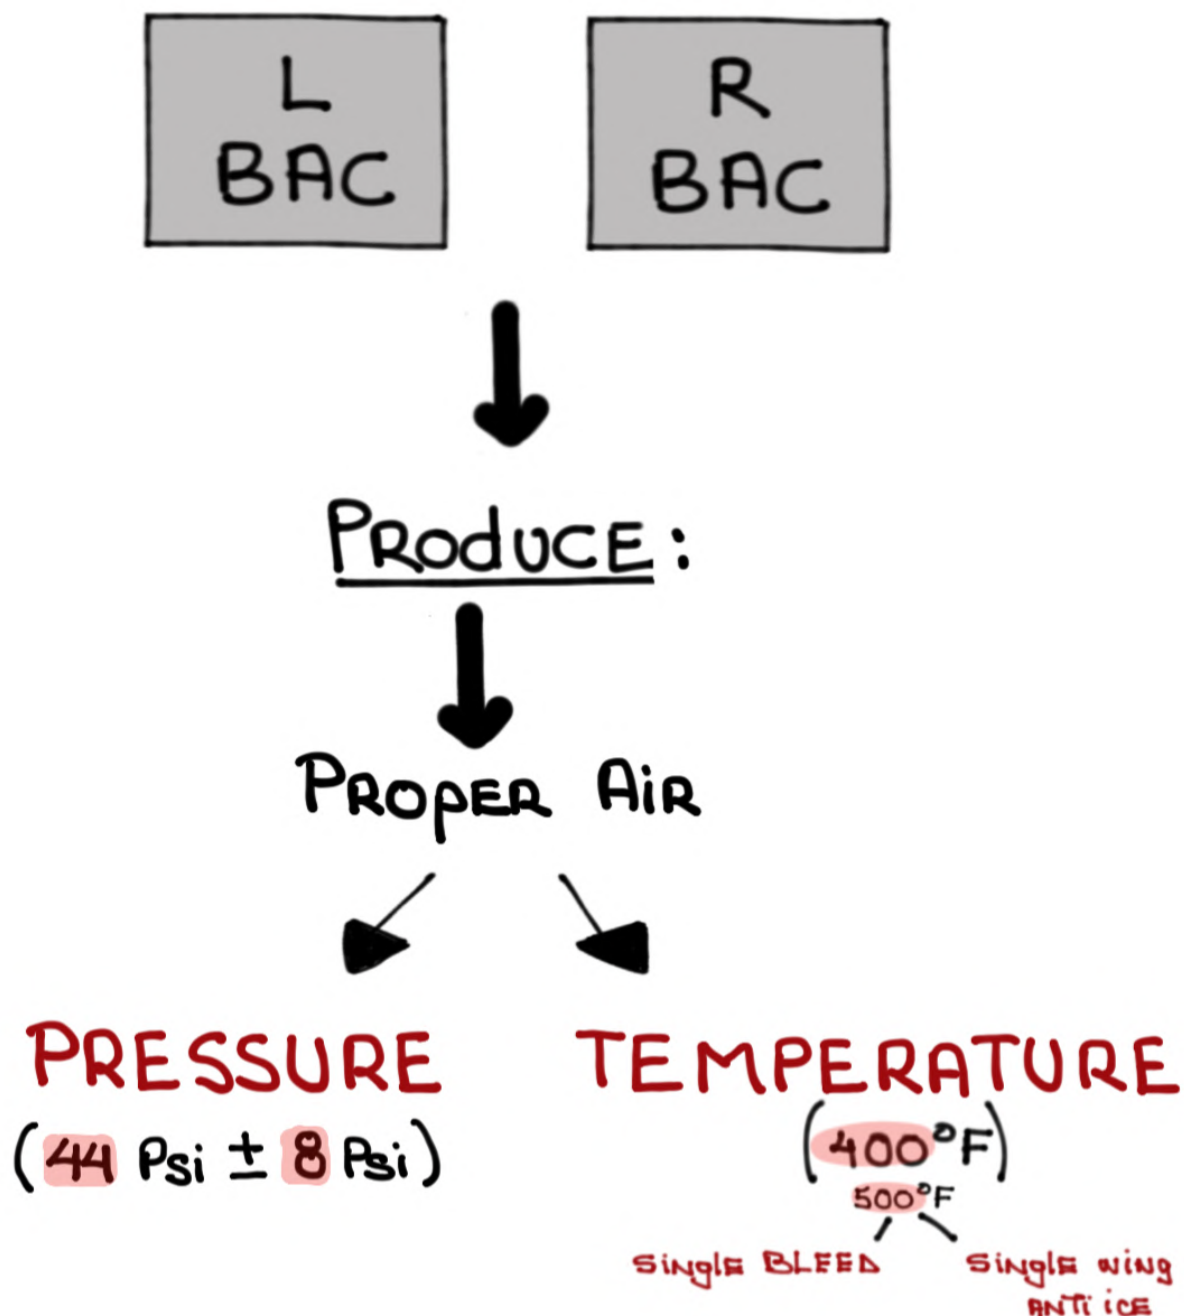 L
BAC
R
BAC
PRODUCE:
PROPER AIR
PRESSURE
(44 Psi ± 8 Psi)
TEMPERATURE
(400°F)
500°F
Single BLEED
Single wing
ANTI ICE